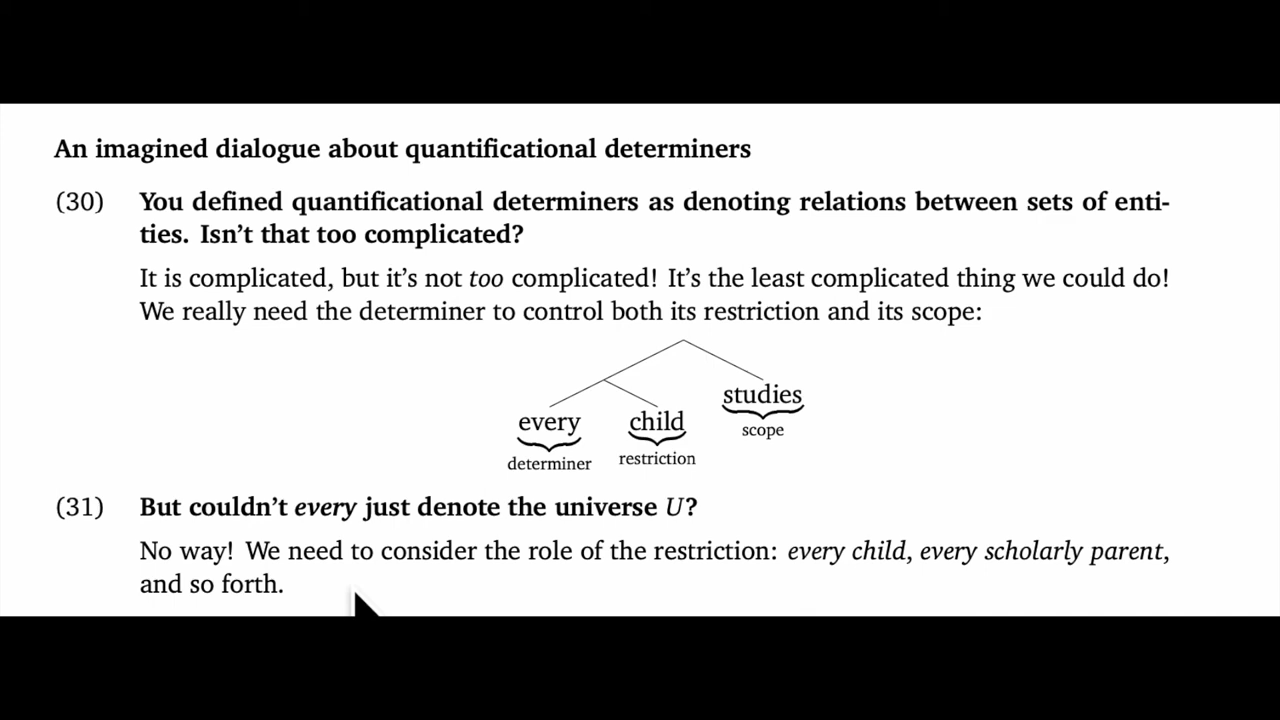 An imagined dialogue about quantificational determiners
(30) You defined quantificational determiners as denoting relations between sets of enti-
ties. Isn't that too complicated?
It is complicated, but it's not too complicated! It's the least complicated thing we could do!
We really need the determiner to control both its restriction and its scope:
studies
scope
every child
determiner restriction
(31) But couldn't every just denote the universe U?
No way! We need to consider the role of the restriction: every child, every scholarly parent,
and so forth.